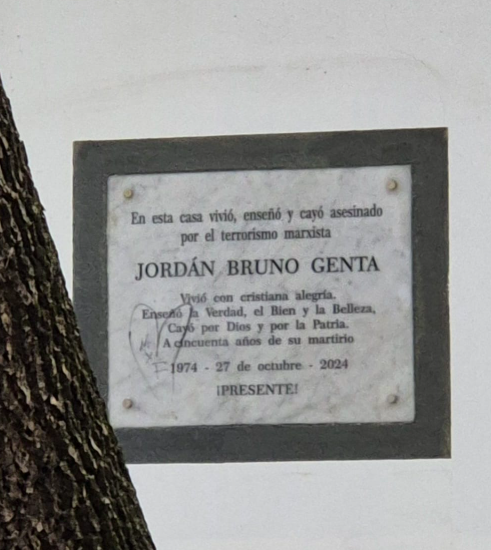 En esta casa vivió, enseñó y cayó asesinado
por el terrorismo marxista
JORDÁN BRUNO GENTA
Vivió con cristiana alegría.
Enseñó la Verdad, el Bien y la Belleza,
Cayó por Dios y por la Patria.
A cincuenta años de su martirio
1974 - 27 de octubre - 2024
¡PRESENTE!